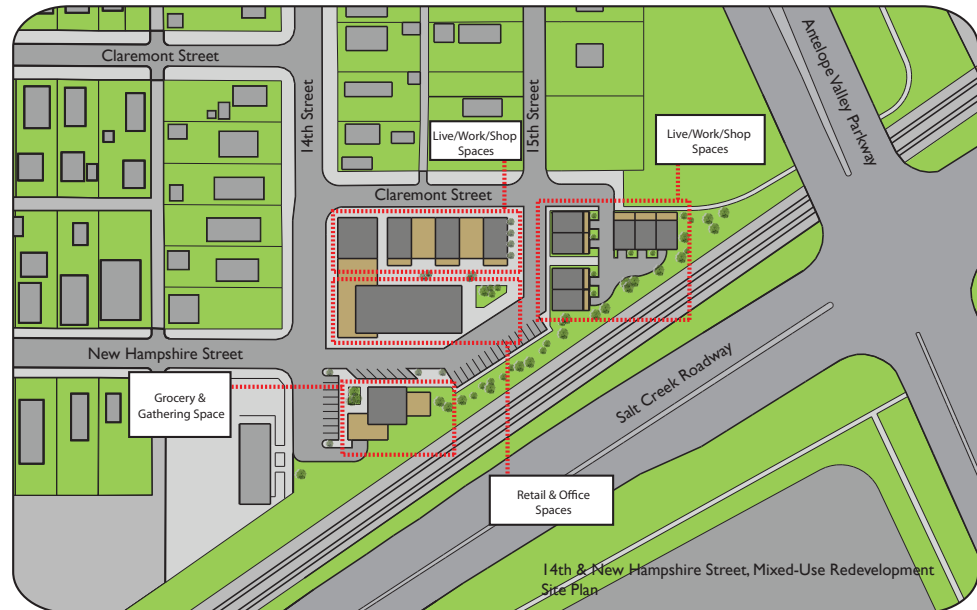 Claremont Street
14th Street
15th Street
Antelope Valley Parkway
Live/Work/Shop
Spaces
Live/Work/Shop
Spaces
Claremont Street
New Hampshire Street
Grocery &
Gathering Space
Salt Creek Roadway
Retail & Office
Spaces
14th & New Hampshire Street, Mixed-Use Redevelopment
Site Plan